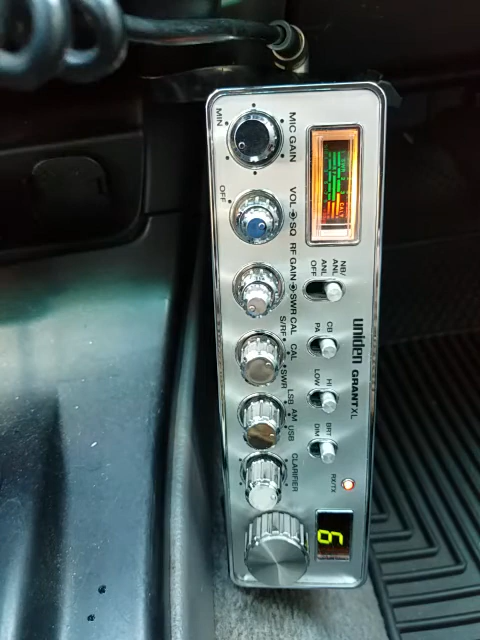 MIN
MIC GAIN
OFF
VOL SQ
RF GAIN SWR CAL
S/RF CAL SWR
LSB AM USB
CLARIFIER
NB/
ANL ANL OFF
CB PA
HI LOW
BRT DIM
RX/TX
uniden GRANT XL